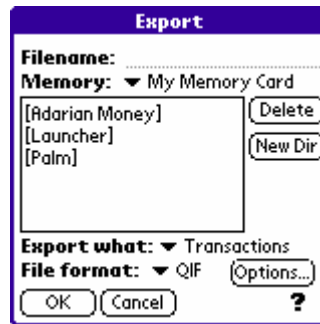 Export
Filename:
Memory: My Memory Card
[Adarian Money]
[Launcher]
[Palm]
Delete
New Dir
Export what: Transactions
File format: QIF
Options...
OK
Cancel
?